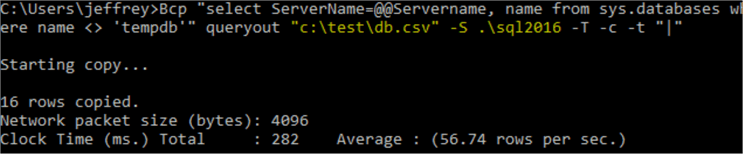 C:\Users\jeffrey>Bcp "select ServerName=@@Servername, name from sys.databases wh
ere name <> 'tempdb'" queryout "c:\test\db.csv" -S .\sql2016 -T -c -t "|"
Starting copy...
16 rows copied.
Network packet size (bytes): 4096
Clock Time (ms.) Total     : 282    Average : (56.74 rows per sec.)